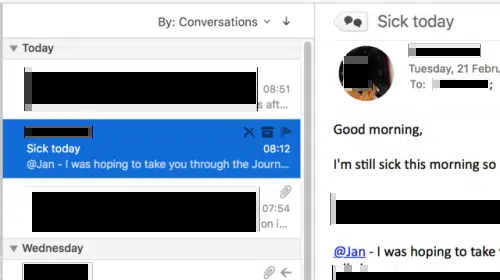 By: Conversations
Today
08:51
s aft...
Sick today
08:12
@Jan - I was hoping to take you through the Journ...
07:54
on i...
Wednesday
Sick today
Tuesday, 21 Febru
To: ;
Good morning,
I'm still sick this morning so
@Jan - I was hoping to take